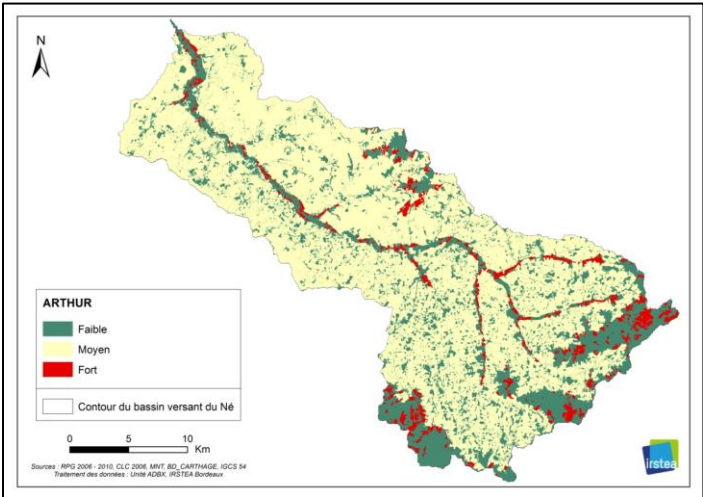 N
ARTHUR
Faible
Moyen
Fort
Contour du bassin versant du Né
0 5 10
Km
Sources : RPG 2006 - 2010, CLC 2006, MNT, BD_CARTHAGE, IGCS 54
Traitement des données : Unité ADBX, IRSTEA Bordeaux
irstea